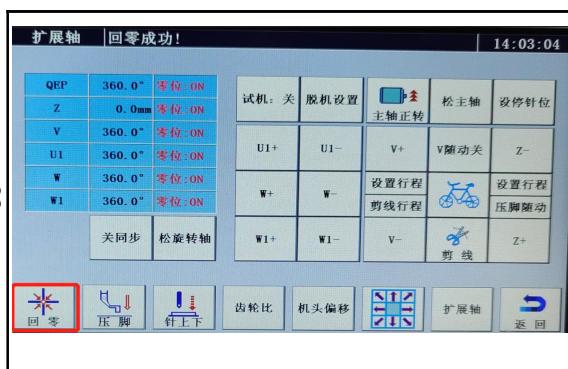 扩展轴 回零成功! 14:03:04
QEP 360.0° 零位:ON
Z 0.0mm 零位:ON
V 360.0° 零位:ON
U1 360.0° 零位:ON
W 360.0° 零位:ON
W1 360.0° 零位:ON
关同步 松旋转轴
试机: 关 脱机设置 主轴正转 松主轴 设停针位
U1+ U1- V+ V随动关 Z-
W+ W- 设置行程 设置行程
剪线行程 压脚随动
W1+ W1- V- 剪线 Z+
回零 压脚 针上下 齿轮比 机头偏移 扩展轴 返回